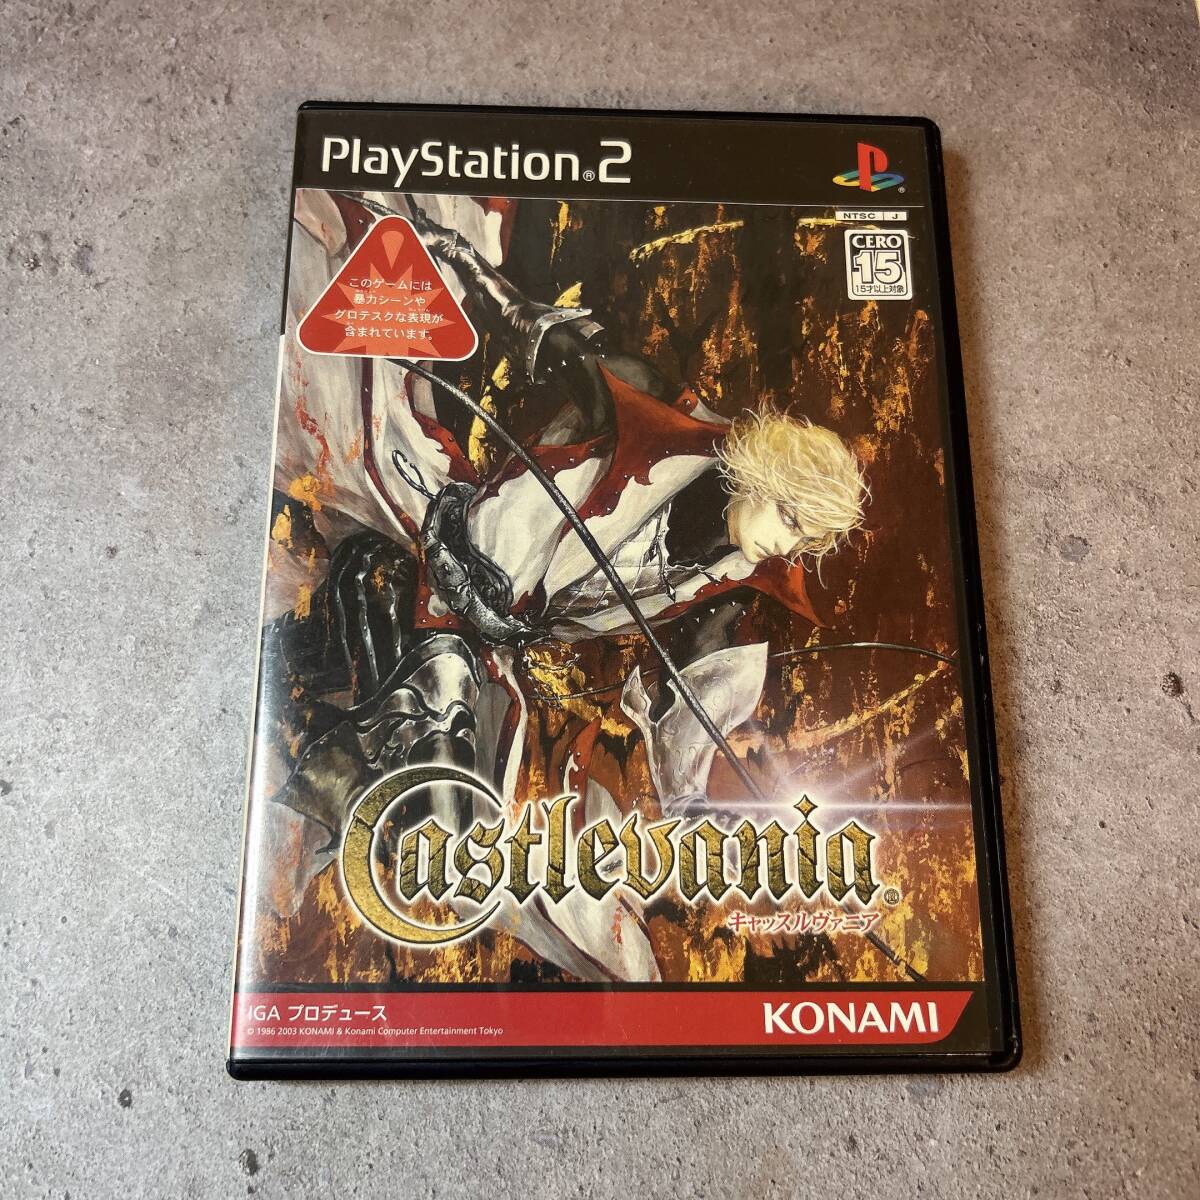 PlayStation®2
NTSC J
CERO
15
15才以上対象
このゲームには
暴力シーンや
グロテスクな表現が
含まれています。
Castlevania®
キャッスルヴァニア
IGA プロデュース
© 1986 2003 KONAMI & Konami Computer Entertainment Tokyo
KONAMI